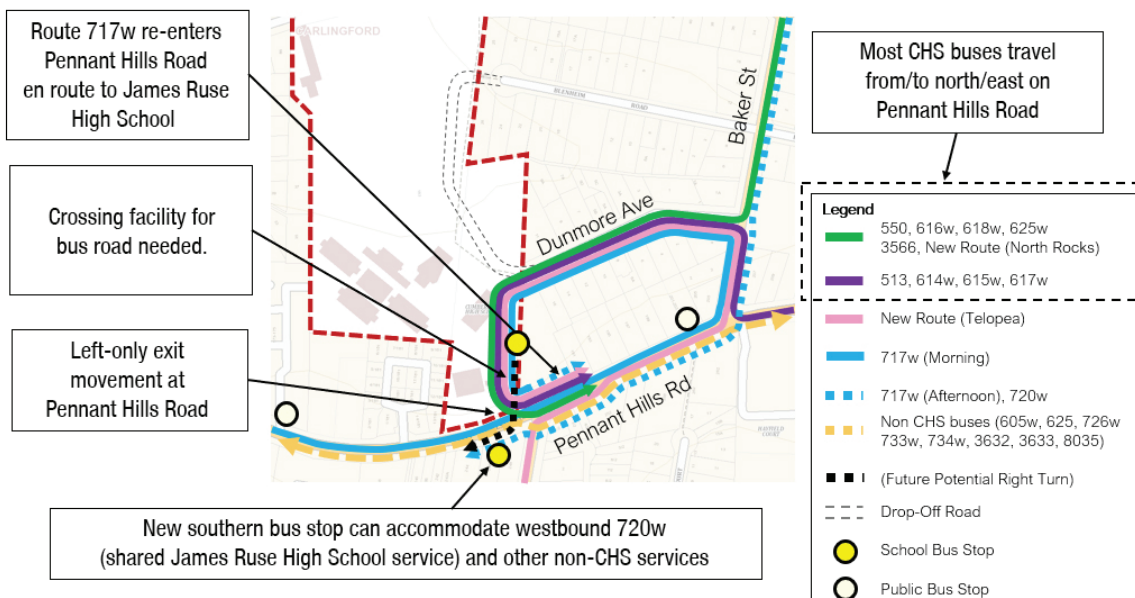 Route 717w re-enters
Pennant Hills Road
en route to James Ruse
High School
Crossing facility for
bus road needed.
Left-only exit
movement at
Pennant Hills Road
CARLINGFORD
BLENHEIM
ROAD
Baker St
Dunmore Ave
Pennant Hills Rd
New southern bus stop can accommodate westbound 720w
(shared James Ruse High School service) and other non-CHS services
Most CHS buses travel
from/to north/east on
Pennant Hills Road
Legend
550, 616w, 618w, 625w
3566, New Route (North Rocks)
513, 614w, 615w, 617w
New Route (Telopea)
717w (Morning)
717w (Afternoon), 720w
Non CHS buses (605w, 625, 726w
733w, 734w, 3632, 3633, 8035)
(Future Potential Right Turn)
Drop-Off Road
School Bus Stop
Public Bus Stop